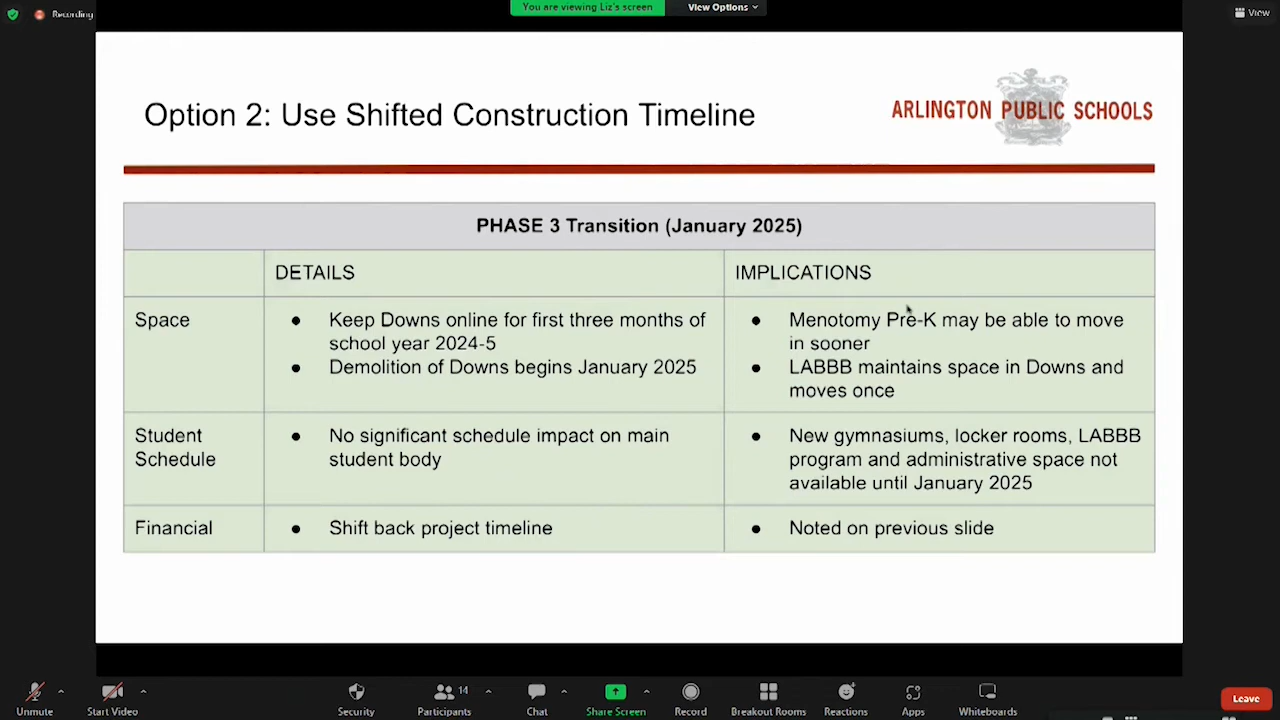 Recording
You are viewing Liz's screen
View Options
View
Option 2: Use Shifted Construction Timeline
ARLINGTON PUBLIC SCHOOLS
PHASE 3 Transition (January 2025)
DETAILS
IMPLICATIONS
Space
● Keep Downs online for first three months of
school year 2024-5
● Demolition of Downs begins January 2025
● Menotomy Pre-K may be able to move
in sooner
● LABBB maintains space in Downs and
moves once
Student
Schedule
● No significant schedule impact on main
student body
● New gymnasiums, locker rooms, LABBB
program and administrative space not
available until January 2025
Financial
● Shift back project timeline
● Noted on previous slide
Unmute
Start Video
Security
14
Participants
Chat
Share Screen
Record
Breakout Rooms
Reactions
Apps
Whiteboards
Leave